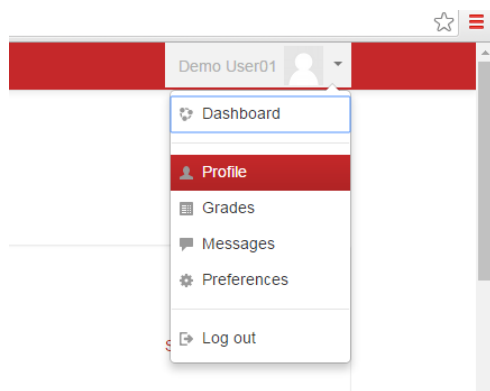 Demo User01
Dashboard
Profile
Grades
Messages
Preferences
Log out